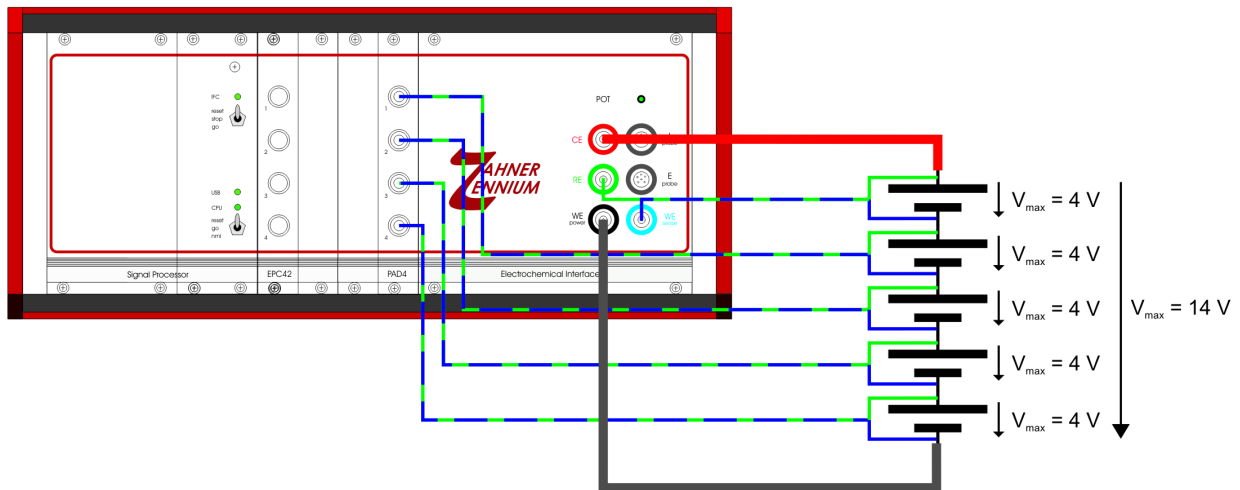 IFC
reset
stop
go
USB
CPU
reset
go
nmi
1
2
3
4
1
2
3
4
ZAHNER
ZENNIUM
POT
CE
probe
RE
E
probe
WE
power
WE
sense
Signal Processor
EPC42
PAD4
Electrochemical Interface
Vmax = 4 V
Vmax = 4 V
Vmax = 4 V
Vmax = 4 V
Vmax = 4 V
Vmax = 14 V